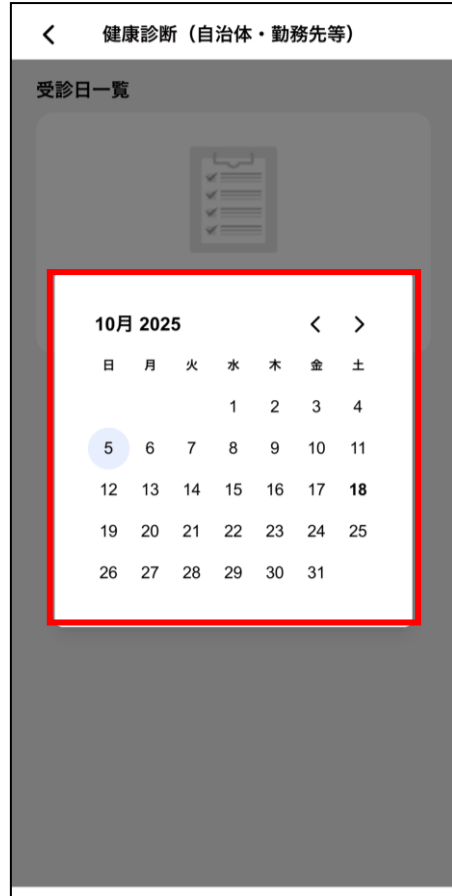 健康診断（自治体・勤務先等）
受診日一覧
10月 2025
日 月 火 水 木 金 土
1 2 3 4
5 6 7 8 9 10 11
12 13 14 15 16 17 18
19 20 21 22 23 24 25
26 27 28 29 30 31